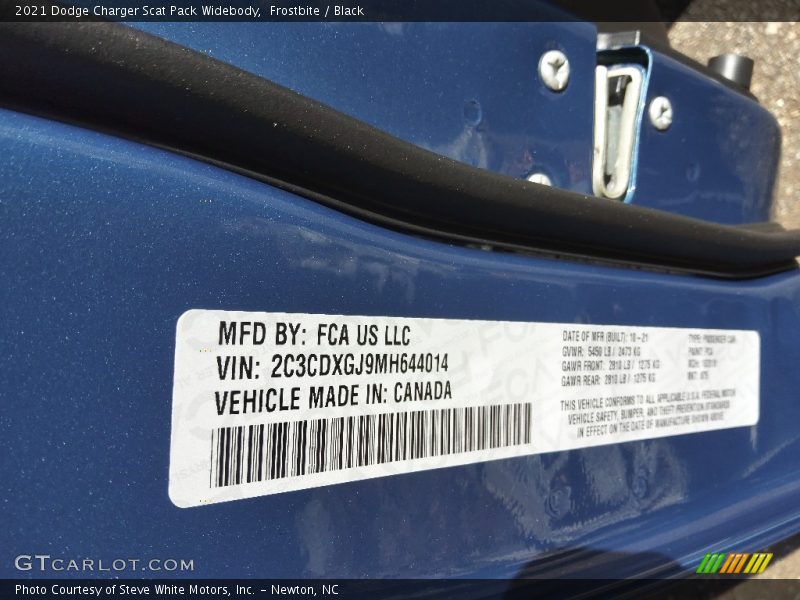 2021 Dodge Charger Scat Pack Widebody, Frostbite / Black
MFD BY: FCA US LLC
VIN: 2C3CDXGJ9MH644014
VEHICLE MADE IN: CANADA
DATE OF MFR (BUILT): 10-21
GVWR: 5450 LB / 2473 KG
GAWR FRONT: 2810 LB / 1275 KG
GAWR REAR: 2810 LB / 1275 KG
TYPE: PASSENGER CAR
PAINT: PCA
THIS VEHICLE CONFORMS TO ALL APPLICABLE U.S.A. FEDERAL MOTOR
VEHICLE SAFETY, BUMPER, AND THEFT PREVENTION STANDARDS
IN EFFECT ON THE DATE OF MANUFACTURE SHOWN ABOVE
GTCARLOT.COM
Photo Courtesy of Steve White Motors, Inc. – Newton, NC